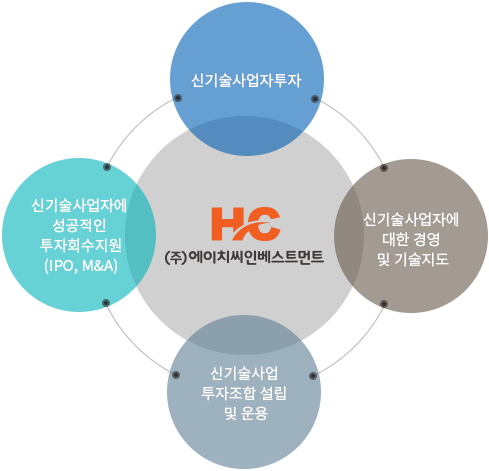 신기술사업자투자
신기술사업자에
성공적인
투자회수지원
(IPO, M&A)
HC
(주)에이치씨인베스트먼트
신기술사업자에
대한 경영
및 기술지도
신기술사업
투자조합 설립
및 운용